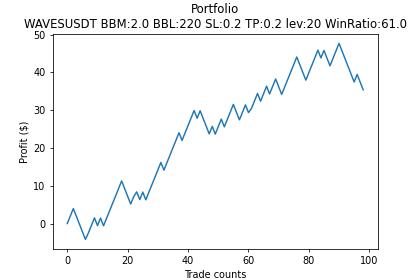 Portfolio
WAVESUSDT BBM:2.0 BBL:220 SL:0.2 TP:0.2 lev:20 WinRatio:61.0
50
40
30
20
10
0
Profit ($)
0 20 40 60 80 100
Trade counts